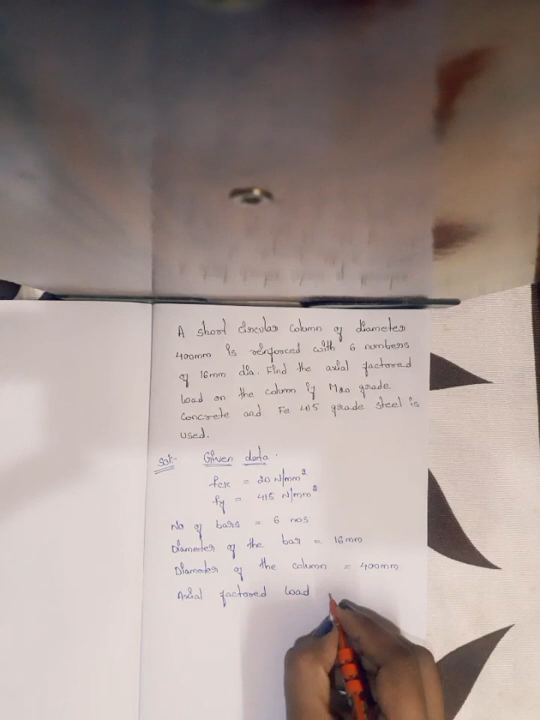 A short circular column of diameter
400mm is reinforced with 6 numbers
of 16mm dia. Find the axial factored
load on the column if M20 grade
concrete and Fe 415 grade steel is
used.
Sol: Given data.
fck = 20 N/mm²
fy = 415 N/mm²
No of bars = 6 nos
Diameter of the bar = 16mm
Diameter of the column = 400mm
Axial factored load